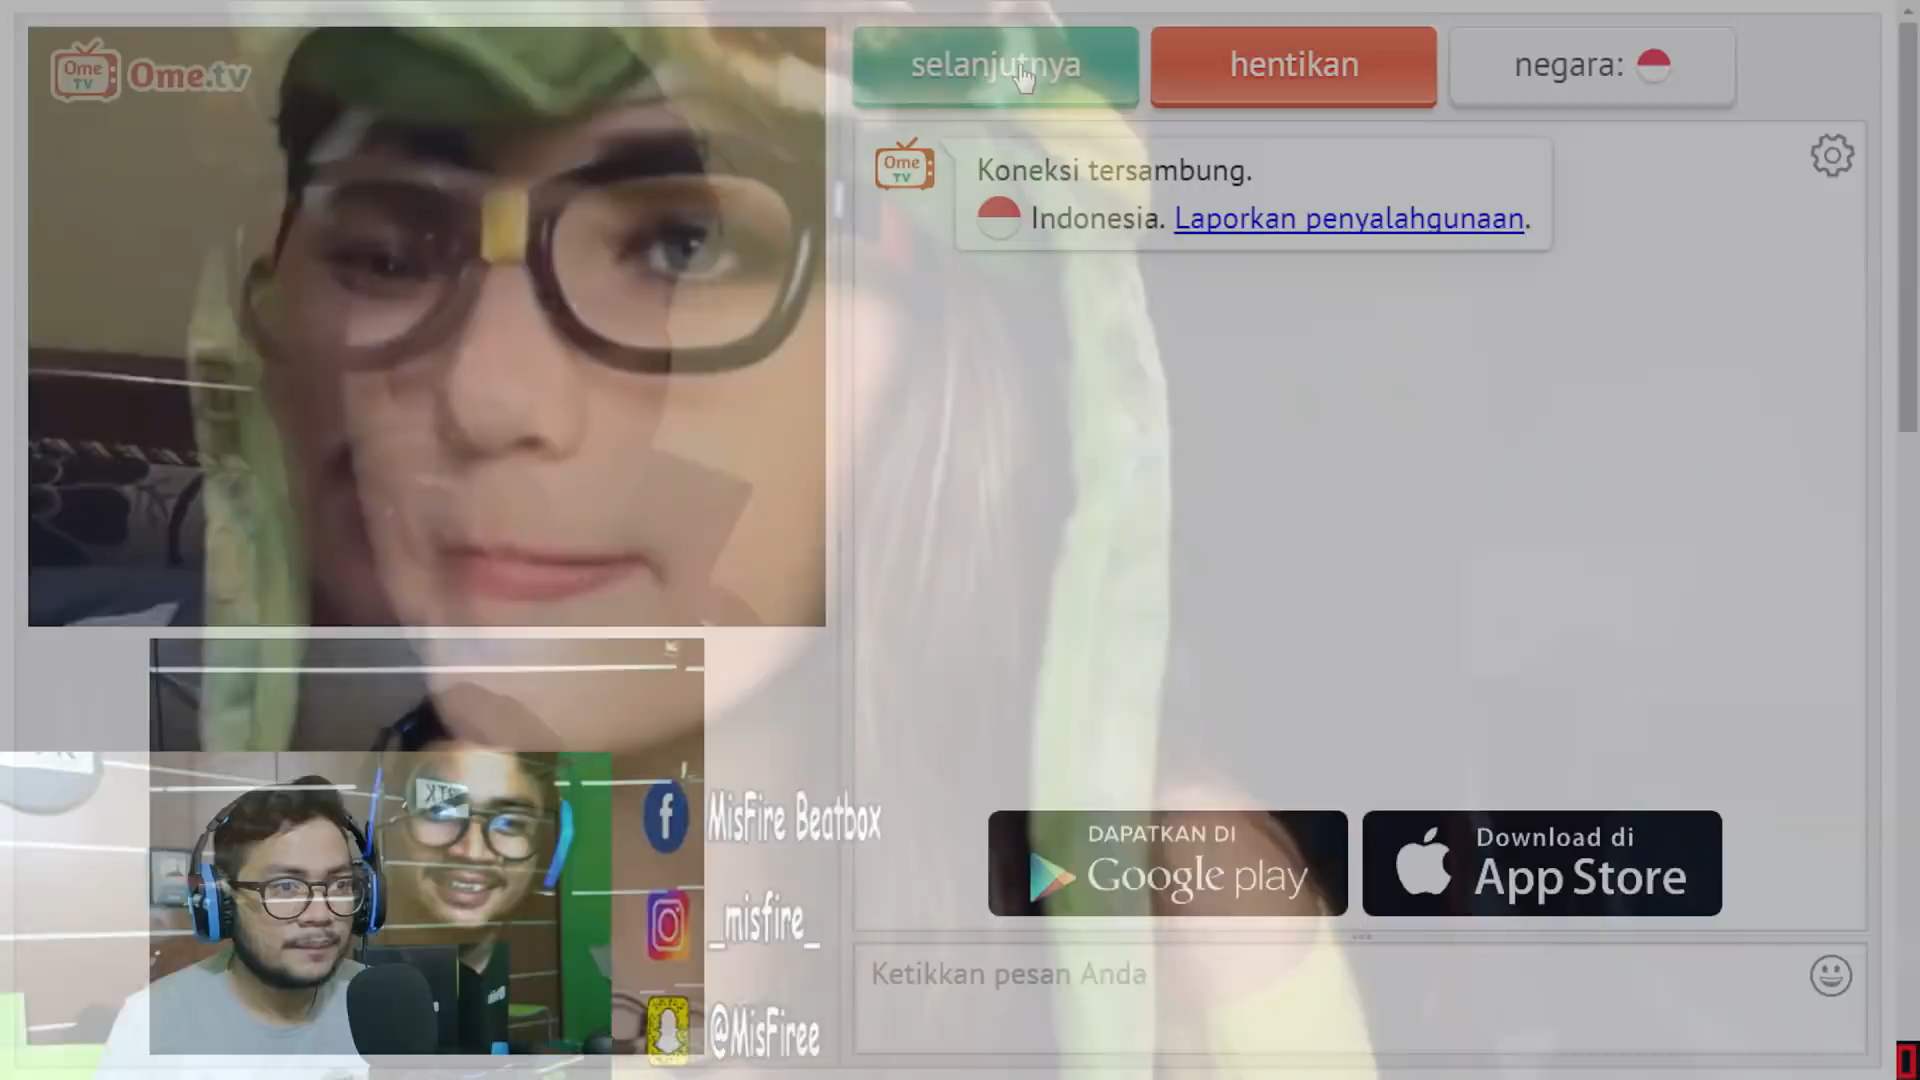 Ome TV Ome.tv
selanjutnya
hentikan
negara:
Ome TV
Koneksi tersambung.
Indonesia. Laporkan penyalahgunaan.
MisFire Beatbox
_misfire_
@MisFiree
DAPATKAN DI
Google play
Download di
App Store
Ketikkan pesan Anda